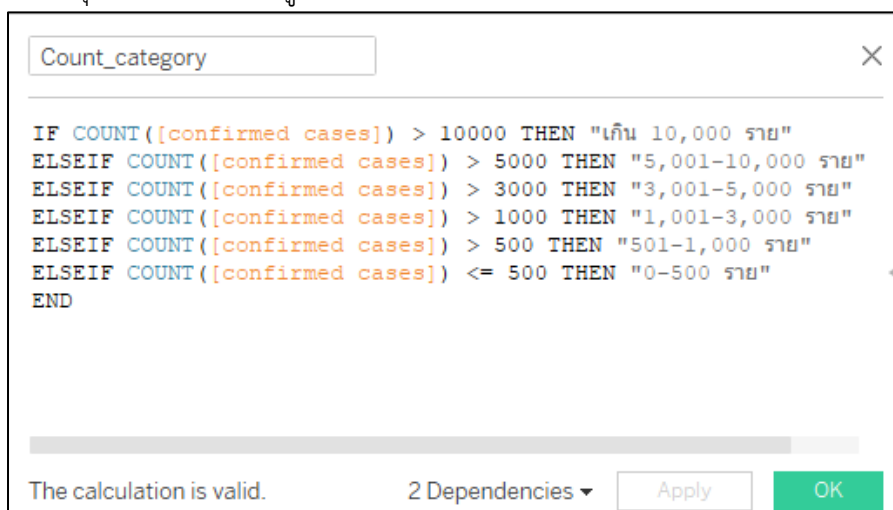 Count_category
IF COUNT([confirmed cases]) > 10000 THEN "เกิน 10,000 ราย"
ELSEIF COUNT([confirmed cases]) > 5000 THEN "5,001-10,000 ราย"
ELSEIF COUNT([confirmed cases]) > 3000 THEN "3,001-5,000 ราย"
ELSEIF COUNT([confirmed cases]) > 1000 THEN "1,001-3,000 ราย"
ELSEIF COUNT([confirmed cases]) > 500 THEN "501-1,000 ราย"
ELSEIF COUNT([confirmed cases]) <= 500 THEN "0-500 ราย"
END
The calculation is valid. 2 Dependencies Apply OK